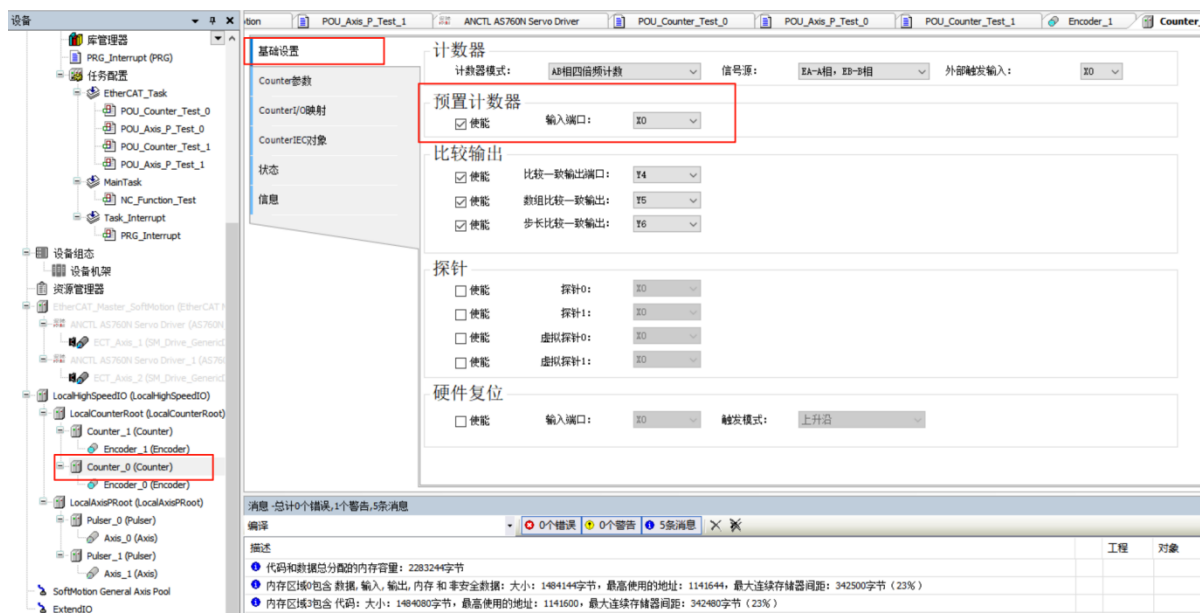 设备
库管理器
PRG_Interrupt (PRG)
任务配置
EtherCAT_Task
POU_Counter_Test_0
POU_Axis_P_Test_0
POU_Counter_Test_1
POU_Axis_P_Test_1
MainTask
NC_Function_Test
Task_Interrupt
PRG_Interrupt
设备组态
设备机架
资源管理器
EtherCAT_Master_SoftMotion (EtherCAT M
ANCTL AS760N Servo Driver (AS760N
ECT_Axis_1 (SM_Drive_GenericD
ANCTL AS760N Servo Driver_1 (AS760
ECT_Axis_2 (SM_Drive_GenericD
LocalHighSpeedIO (LocalHighSpeedIO)
LocalCounterRoot (LocalCounterRoot)
Counter_1 (Counter)
Encoder_1 (Encoder)
Counter_0 (Counter)
Encoder_0 (Encoder)
LocalAxisPRoot (LocalAxisPRoot)
Pulser_0 (Pulser)
Axis_0 (Axis)
Pulser_1 (Pulser)
Axis_1 (Axis)
SoftMotion General Axis Pool
ExtendIO
tion POU_Axis_P_Test_1 ANCTL AS760N Servo Driver POU_Counter_Test_0 POU_Axis_P_Test_0 POU_Counter_Test_1 Encoder_1 Counter_
基础设置
Counter参数
CounterI/O映射
CounterIEC对象
状态
信息
计数器
计数器模式: AB相四倍频计数 信号源: EA-A相, EB-B相 外部触发输入: X0
预置计数器
使能 输入端口: X0
比较输出
使能 比较一致输出端口: Y4
使能 数组比较一致输出: Y5
使能 步长比较一致输出: Y6
探针
使能 探针0: X0
使能 探针1: X0
使能 虚拟探针0: X0
使能 虚拟探针1: X0
硬件复位
使能 输入端口: X0 触发模式: 上升沿
消息 -总计0个错误,1个警告,5条消息
编译 0个错误 0个警告 5条消息
描述 工程 对象
代码和数据总分配的内存容量: 2283244字节
内存区域0包含 数据, 输入, 输出, 内存 和 非安全数据: 大小: 1484144字节, 最高使用的地址: 1141644, 最大连续存储器间距: 342500字节 (23%)
内存区域3包含 代码: 大小: 1484080字节, 最高使用的地址: 1141600, 最大连续存储器间距: 342480字节 (23%)